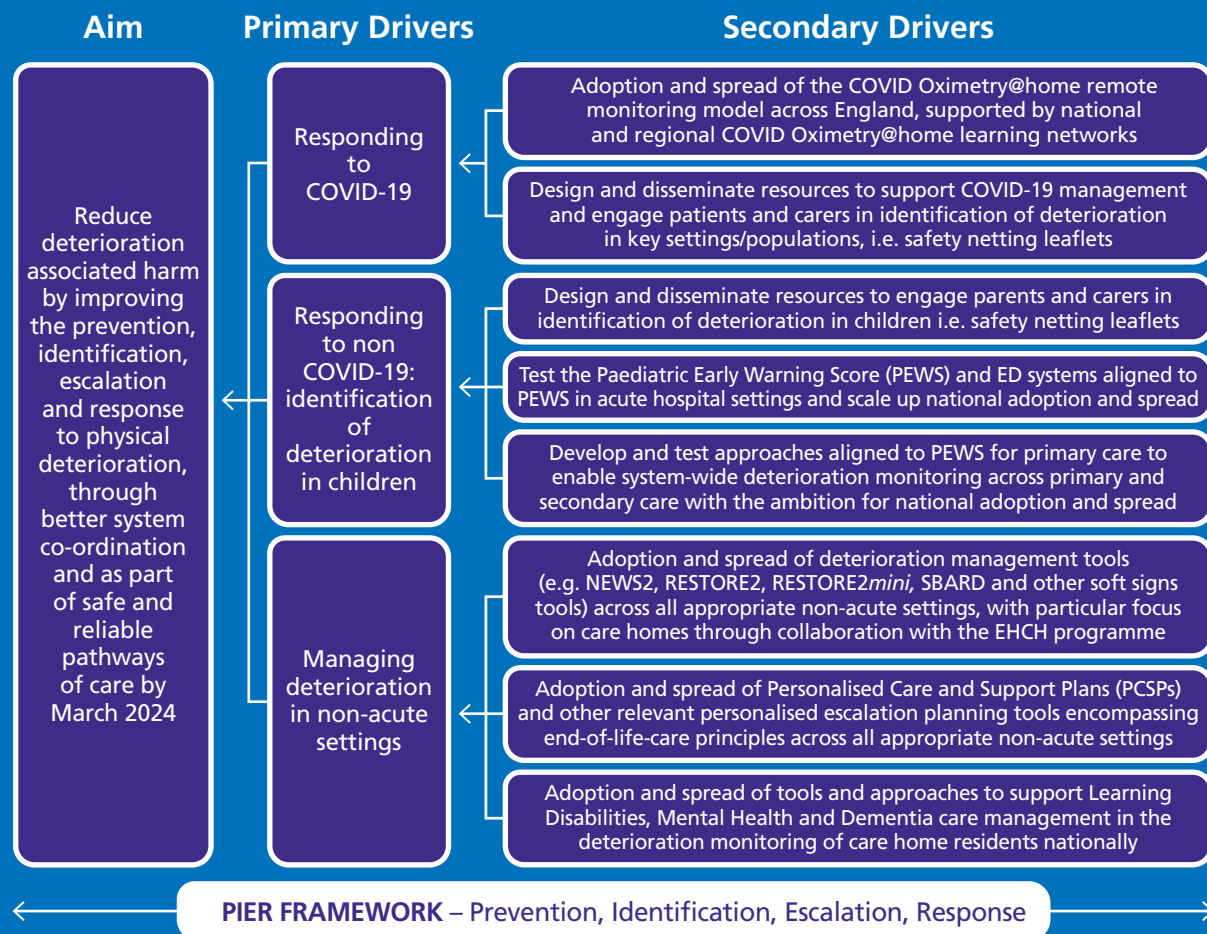 Aim
Primary Drivers
Secondary Drivers
Reduce
deterioration
associated harm
by improving
the prevention,
identification,
escalation
and response
to physical
deterioration,
through
better system
co-ordination
and as part
of safe and
reliable
pathways
of care by
March 2024
Responding
to
COVID-19
Adoption and spread of the COVID Oximetry@home remote
monitoring model across England, supported by national
and regional COVID Oximetry@home learning networks
Design and disseminate resources to support COVID-19 management
and engage patients and carers in identification of deterioration
in key settings/populations, i.e. safety netting leaflets
Responding
to non
COVID-19:
identification
of
deterioration
in children
Design and disseminate resources to engage parents and carers in
identification of deterioration in children i.e. safety netting leaflets
Test the Paediatric Early Warning Score (PEWS) and ED systems aligned to
PEWS in acute hospital settings and scale up national adoption and spread
Develop and test approaches aligned to PEWS for primary care to
enable system-wide deterioration monitoring across primary and
secondary care with the ambition for national adoption and spread
Managing
deterioration
in non-acute
settings
Adoption and spread of deterioration management tools
(e.g. NEWS2, RESTORE2, RESTORE2mini, SBARD and other soft signs
tools) across all appropriate non-acute settings, with particular focus
on care homes through collaboration with the EHCH programme
Adoption and spread of Personalised Care and Support Plans (PCSPs)
and other relevant personalised escalation planning tools encompassing
end-of-life-care principles across all appropriate non-acute settings
Adoption and spread of tools and approaches to support Learning
Disabilities, Mental Health and Dementia care management in the
deterioration monitoring of care home residents nationally
PIER FRAMEWORK – Prevention, Identification, Escalation, Response